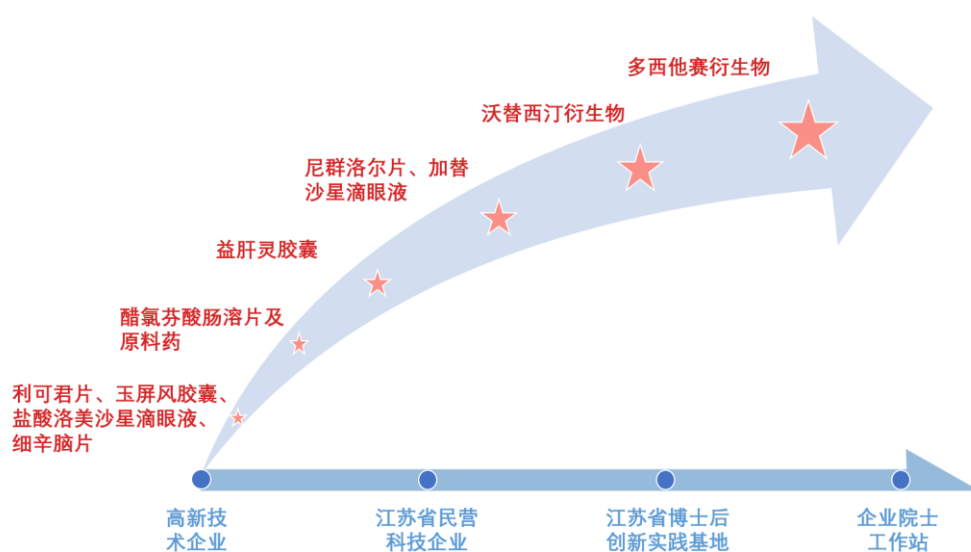 多西他赛衍生物
沃替西汀衍生物
尼群洛尔片、加替
沙星滴眼液
益肝灵胶囊
醋氯芬酸肠溶片及
原料药
利可君片、玉屏风胶囊、
盐酸洛美沙星滴眼液、
细辛脑片
高新技
术企业
江苏省民营
科技企业
江苏省博士后
创新实践基地
企业院士
工作站